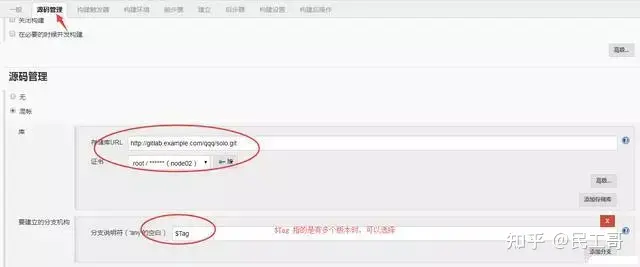 一般 源码管理 构建触发器 构建环境 前步骤 建立 后步骤 构建设置 构建后操作
关闭构建
在必要的时候并发构建
高级...
源码管理
无
混帐
库
存储库URL http://gitlab.example.com/qqq/solo.git
证书 root / ****** ( node02 )
高级...
添加存储库
X
要建立的分支机构 分支说明符（ 'any'的空白） $Tag $Tag 指的是有多个版本时，可以选择
添加分支
知乎 @民工哥